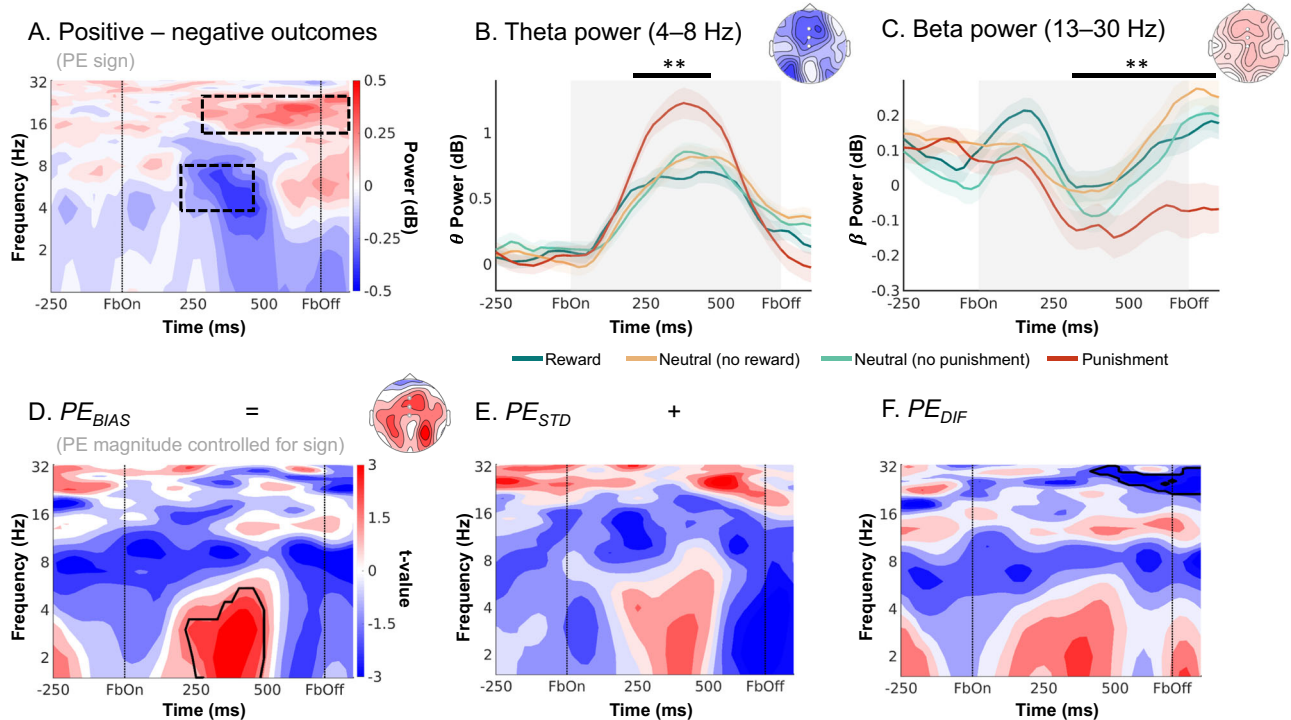 A. Positive – negative outcomes
(PE sign)
32
16
8
4
2
Frequency (Hz)
-250
FbOn
250
500
FbOff
Time (ms)
0.5
0.25
0
-0.25
-0.5
Power (dB)
B. Theta power (4–8 Hz)
**
1
0.5
0
θ Power (dB)
-250
FbOn
250
500
FbOff
Time (ms)
C. Beta power (13–30 Hz)
**
0.2
0.1
0
-0.1
-0.3
β Power (dB)
-250
FbOn
250
500
FbOff
Time (ms)
Reward
Neutral (no reward)
Neutral (no punishment)
Punishment
D. PE_BIAS =
(PE magnitude controlled for sign)
32
16
8
4
2
Frequency (Hz)
-250
FbOn
250
500
FbOff
Time (ms)
3
1.5
0
-1.5
-3
t-value
E. PE_STD +
32
16
8
4
2
Frequency (Hz)
-250
FbOn
250
500
FbOff
Time (ms)
F. PE_DIF
32
16
8
4
2
Frequency (Hz)
-250
FbOn
250
500
FbOff
Time (ms)